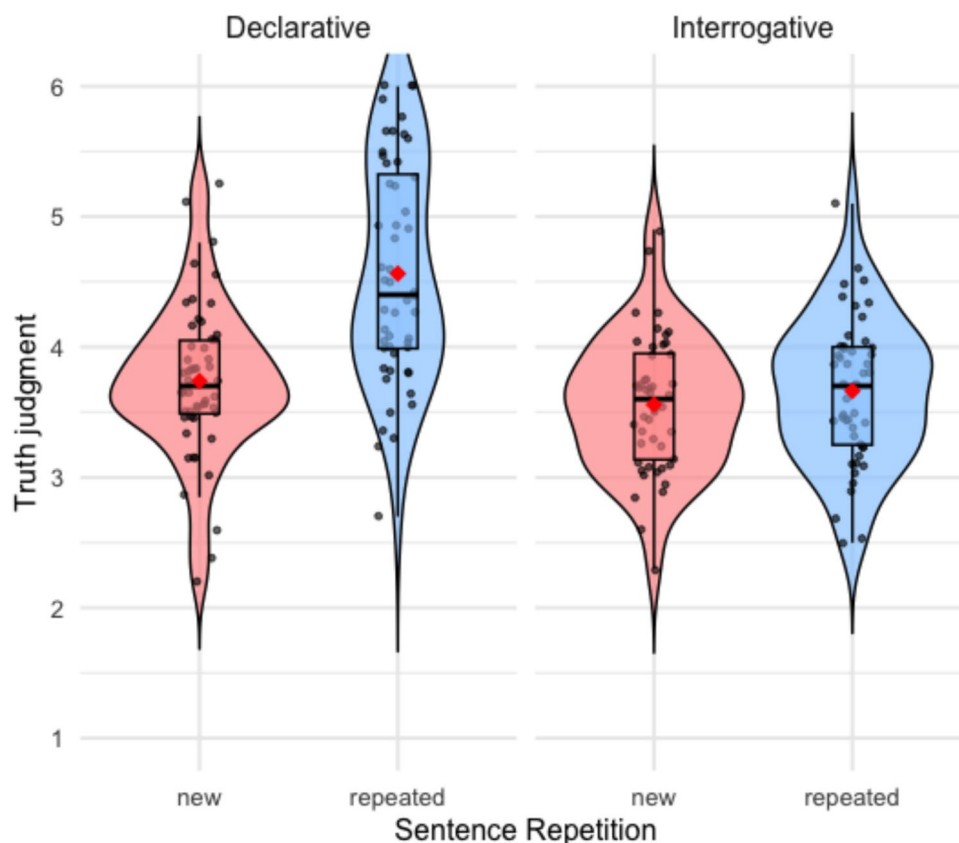 Declarative
Interrogative
6
5
4
3
2
1
Truth judgment
new
repeated
new
repeated
Sentence Repetition